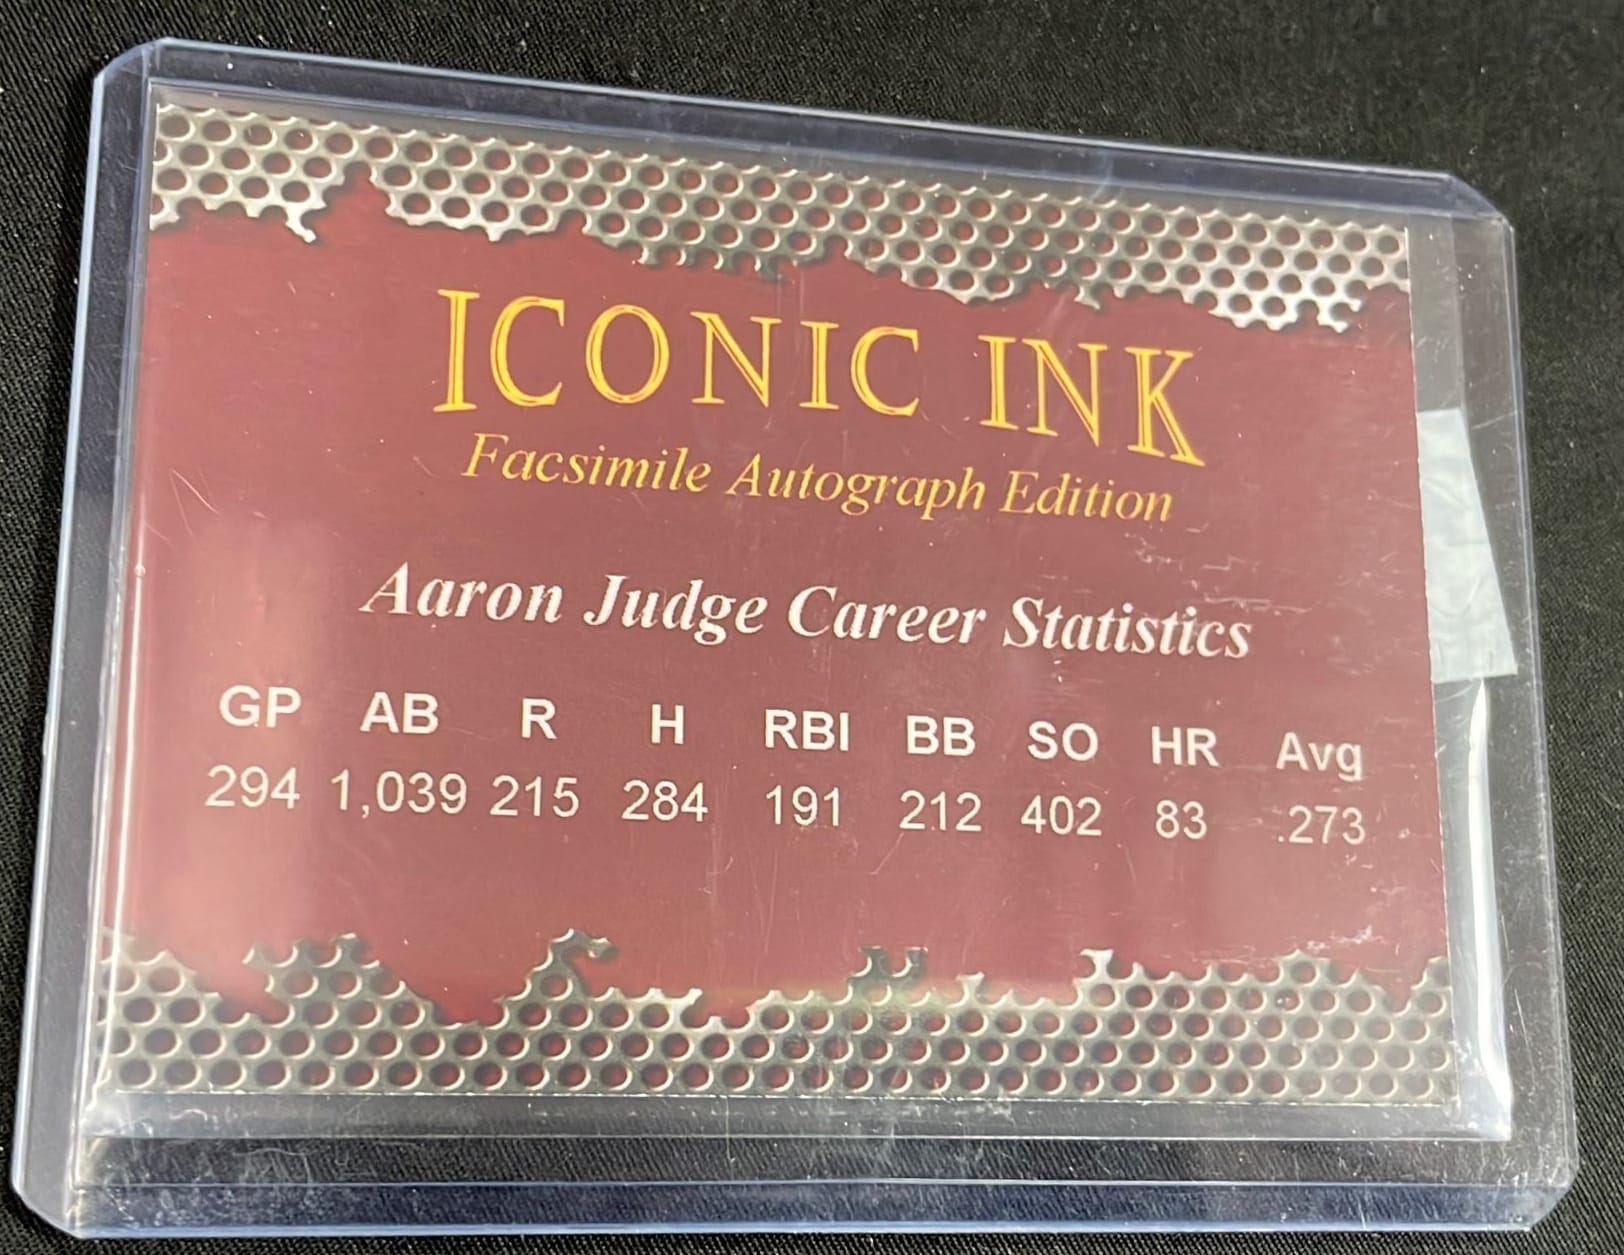 ICONIC INK
Facsimile Autograph Edition
Aaron Judge Career Statistics
GP AB R H RBI BB SO HR Avg
294 1,039 215 284 191 212 402 83 .273